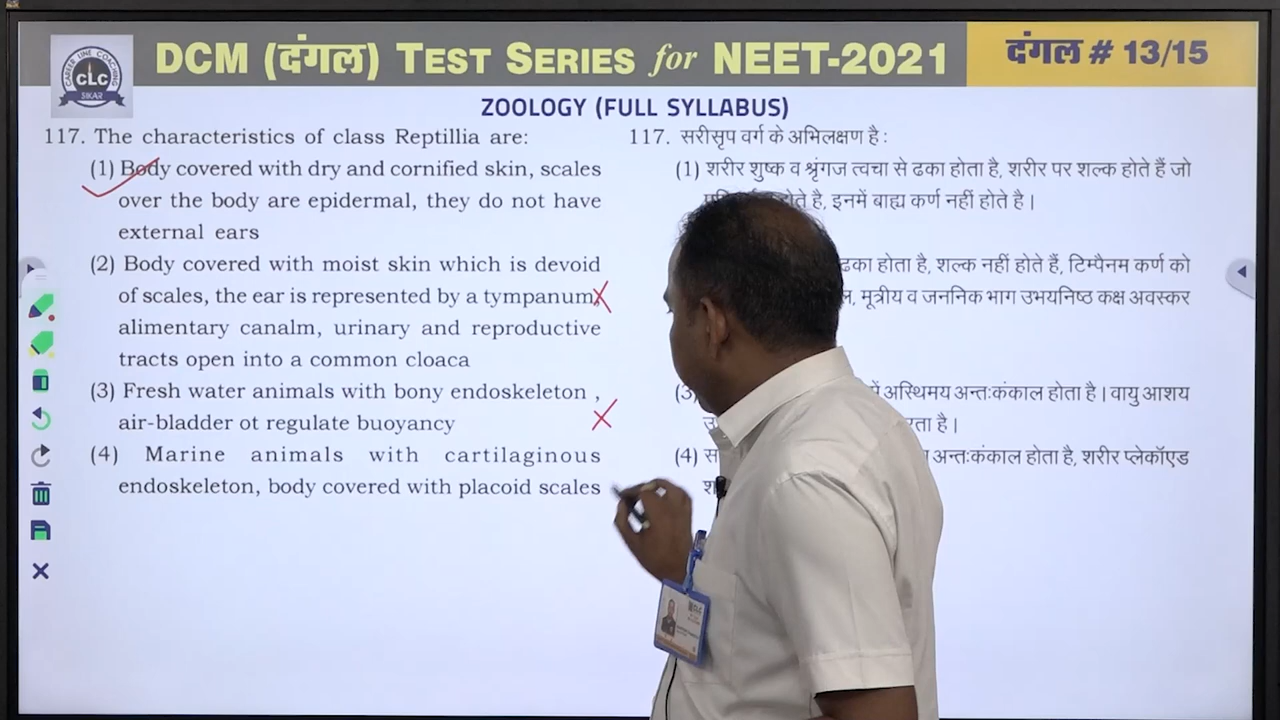 DCM (दंगल) TEST SERIES for NEET-2021
दंगल # 13/15
CAREER LINE COACHING
CLC
SIKAR
ZOOLOGY (FULL SYLLABUS)
117. The characteristics of class Reptillia are:
(1) Body covered with dry and cornified skin, scales
over the body are epidermal, they do not have
external ears
(2) Body covered with moist skin which is devoid
of scales, the ear is represented by a tympanum,
alimentary canalm, urinary and reproductive
tracts open into a common cloaca
(3) Fresh water animals with bony endoskeleton ,
air-bladder ot regulate buoyancy
(4) Marine animals with cartilaginous
endoskeleton, body covered with placoid scales
117. सरीसृप वर्ग के अभिलक्षण है :
(1) शरीर शुष्क व श्रृंगज त्वचा से ढका होता है, शरीर पर शल्क होते हैं जो
होते है, इनमें बाह्य कर्ण नहीं होते है ।
ढका होता है, शल्क नहीं होते हैं, टिम्पैनम कर्ण को
मूत्रीय व जननिक भाग उभयनिष्ठ कक्ष अवस्कर
(3) अस्थिमय अन्तःकंकाल होता है । वायु आशय
है ।
(4) अन्तःकंकाल होता है, शरीर प्लेकॉएड